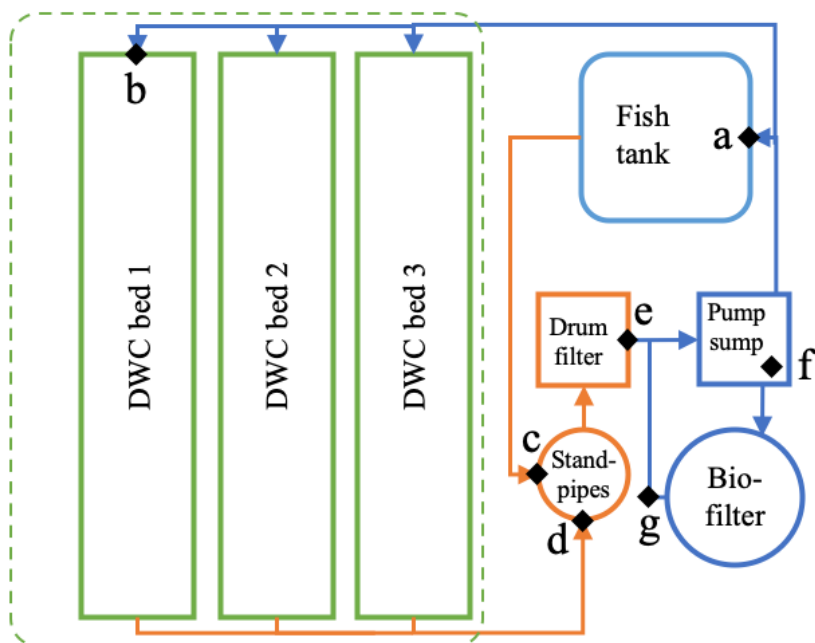 b
DWC bed 1
DWC bed 2
DWC bed 3
Fish
tank
a
Drum
filter
e
Pump
sump
f
c
Stand-
pipes
d
g
Bio-
filter